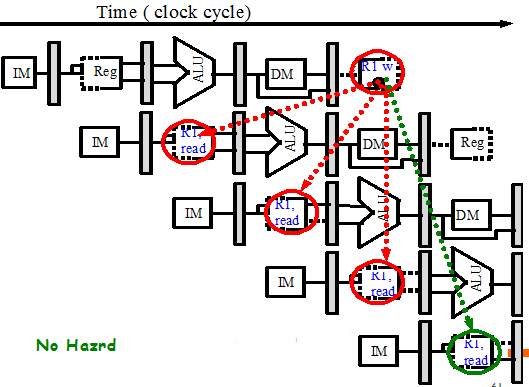 Time ( clock cycle)
IM
Reg
ALU
DM
R1 w
IM
R1,
read
ALU
DM
Reg
IM
R1,
read
ALU
DM
IM
R1,
read
ALU
IM
R1,
read
No Hazrd